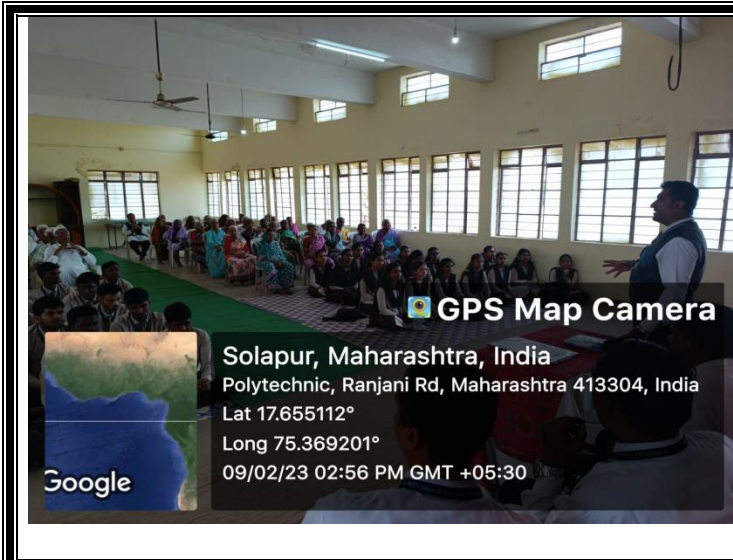 GPS Map Camera
Solapur, Maharashtra, India
Polytechnic, Ranjani Rd, Maharashtra 413304, India
Lat 17.655112°
Long 75.369201°
09/02/23 02:56 PM GMT +05:30
Google